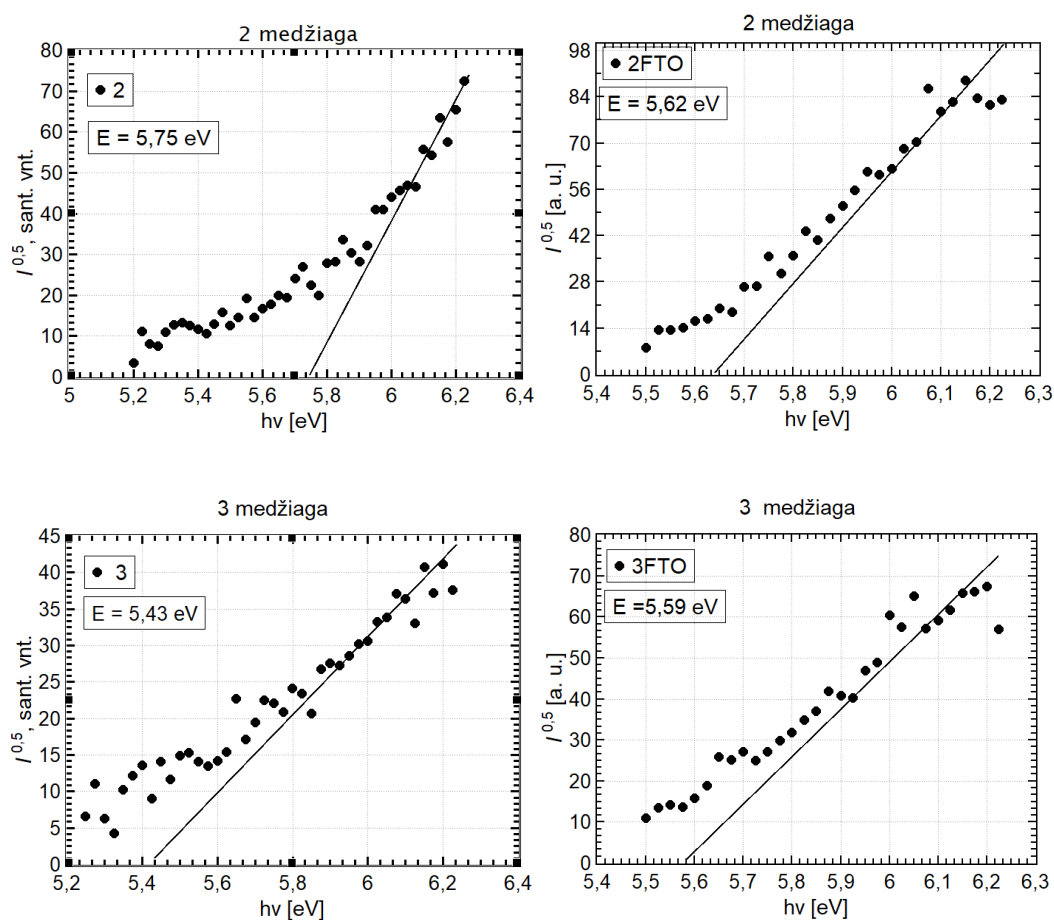 2 medžiaga
80
70
60
50
40
30
20
10
0
I^0,5, sant. vnt.
2
E = 5,75 eV
5 5,2 5,4 5,6 5,8 6 6,2 6,4
hv [eV]
2 medžiaga
98
84
70
56
42
28
14
0
I^0,5 [a. u.]
2FTO
E = 5,62 eV
5,4 5,5 5,6 5,7 5,8 5,9 6 6,1 6,2 6,3
hv [eV]
3 medžiaga
45
40
35
30
25
20
15
10
5
0
I^0,5, sant. vnt.
3
E = 5,43 eV
5,2 5,4 5,6 5,8 6 6,2 6,4
hv [eV]
3 medžiaga
80
70
60
50
40
30
20
10
0
I^0,5 [a. u.]
3FTO
E =5,59 eV
5,4 5,5 5,6 5,7 5,8 5,9 6 6,1 6,2 6,3
hv [eV]